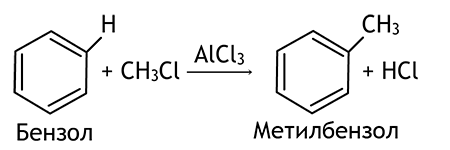 H CH₃
+ CH3Cl AlCl₃ + HCl
Бензол Метилбензол